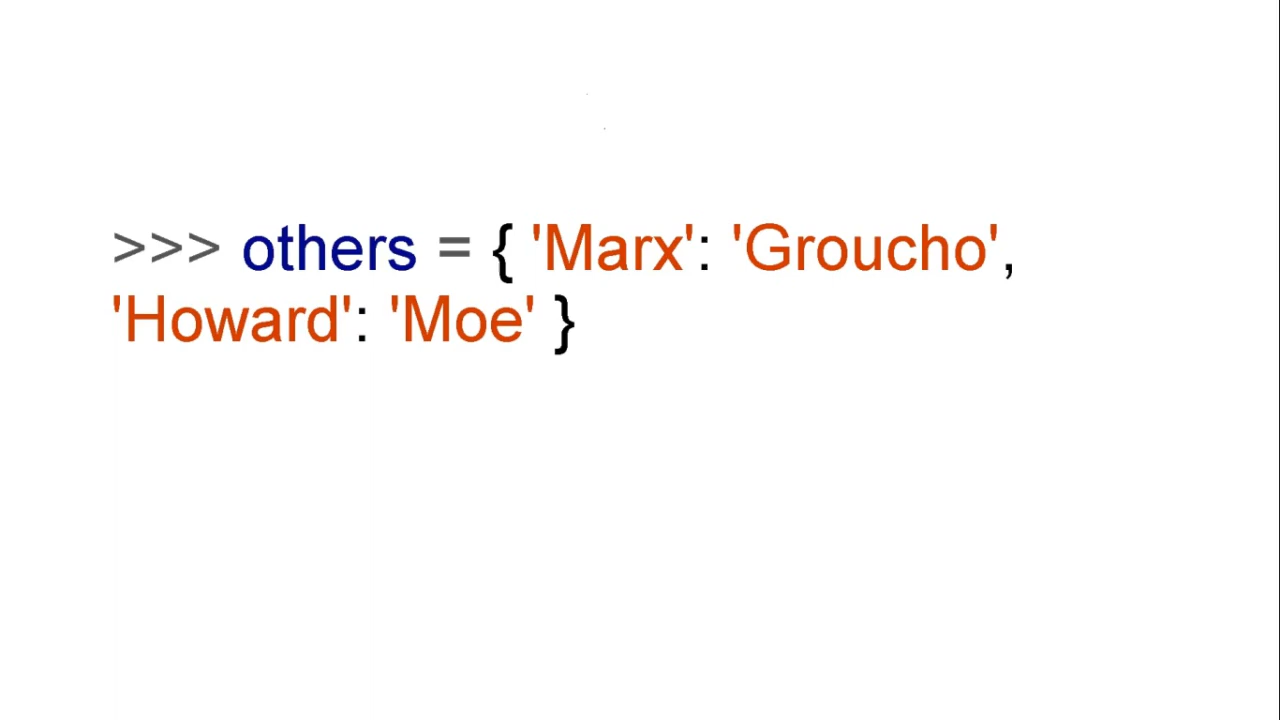 >>> others = { 'Marx': 'Groucho',
'Howard': 'Moe' }